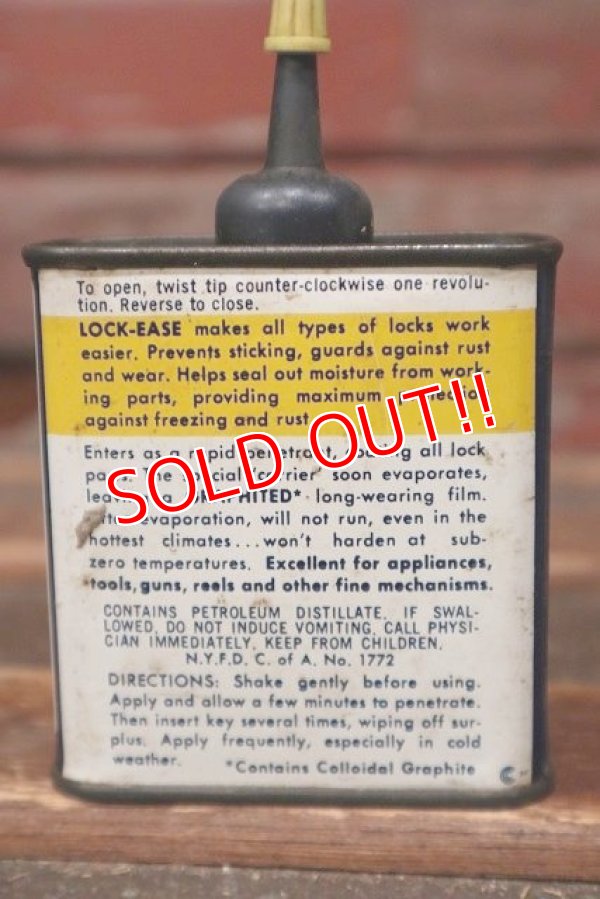 To open, twist tip counter-clockwise one revolu-
tion. Reverse to close.
LOCK-EASE makes all types of locks work
easier. Prevents sticking, guards against rust
and wear. Helps seal out moisture from work-
ing parts, providing maximum
against freezing and rust
Enters as a rapid penetrant, coating all lock
The special 'carrier' soon evaporates,
GRAPHITED* long-wearing film.
evaporation, will not run, even in the
hottest climates...won't harden at sub-
zero temperatures. Excellent for appliances,
tools, guns, reels and other fine mechanisms.
CONTAINS PETROLEUM DISTILLATE. IF SWAL-
LOWED, DO NOT INDUCE VOMITING. CALL PHYSI-
CIAN IMMEDIATELY. KEEP FROM CHILDREN.
N.Y.F.D. C. of A. No. 1772
DIRECTIONS: Shake gently before using.
Apply and allow a few minutes to penetrate.
Then insert key several times, wiping off sur-
plus. Apply frequently, especially in cold
weather. *Contains Colloidal Graphite C
SOLD OUT!!